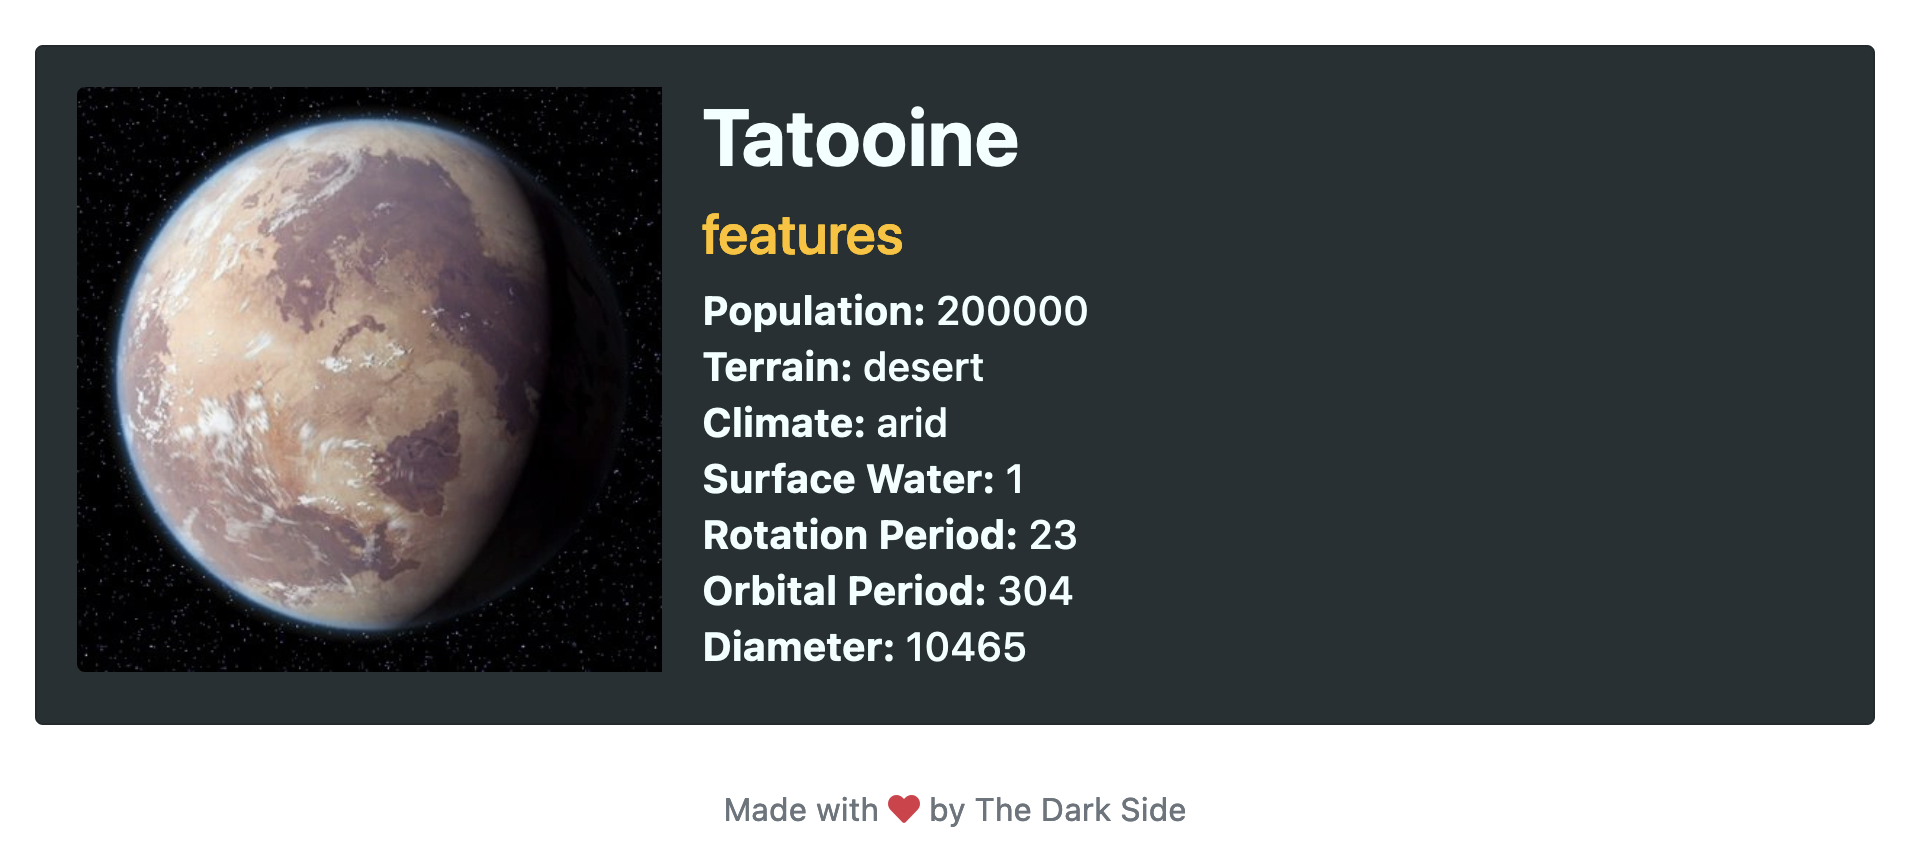 Tatooine
features
Population: 200000
Terrain: desert
Climate: arid
Surface Water: 1
Rotation Period: 23
Orbital Period: 304
Diameter: 10465
Made with ❤ by The Dark Side